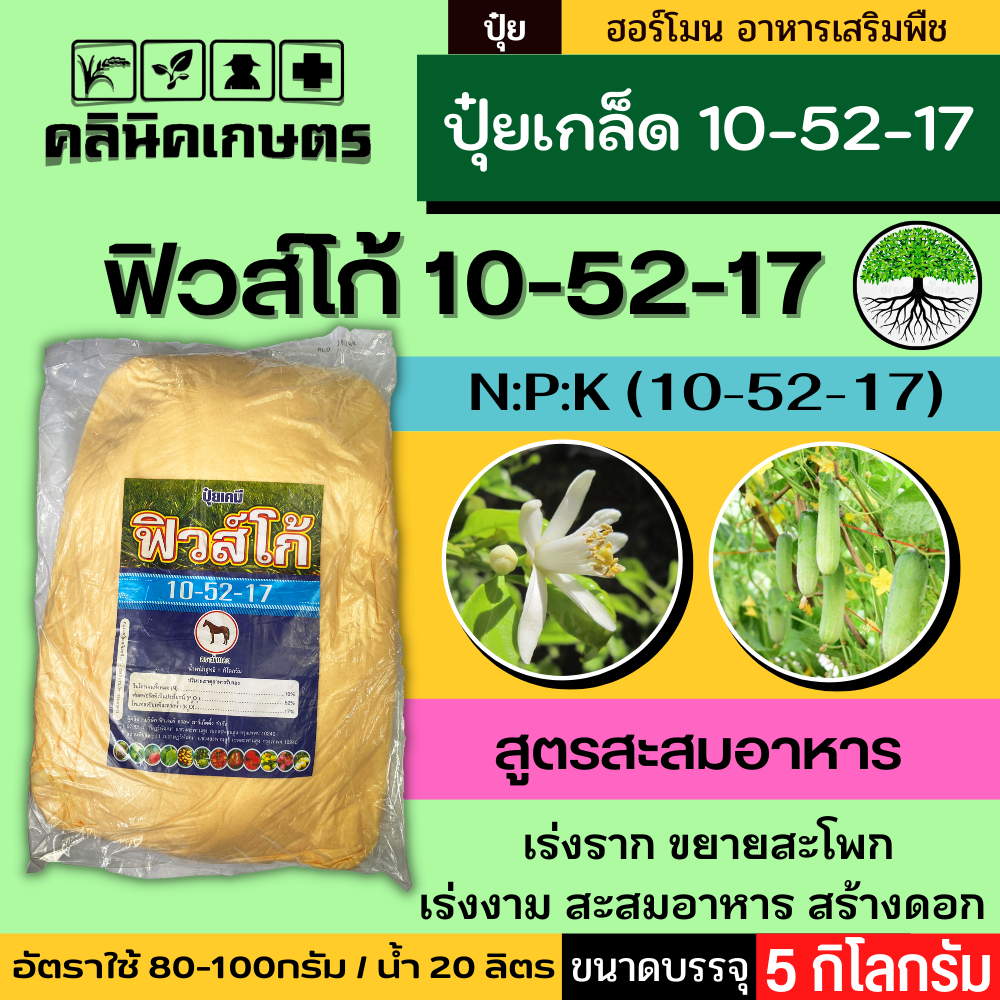 ปุ๋ย
ฮอร์โมน อาหารเสริมพืช
คลินิคเกษตร
ปุ๋ยเกล็ด 10-52-17
ฟิวส์โก้ 10-52-17
N:P:K (10-52-17)
ปุ๋ยเคมี
ฟิวส์โก้
10-52-17
10%
52%
17%
สูตรสะสมอาหาร
เร่งราก ขยายสะโพก
เร่งงาม สะสมอาหาร สร้างดอก
อัตราใช้ 80-100กรัม / น้ำ 20 ลิตร
ขนาดบรรจุ
5 กิโลกรัม